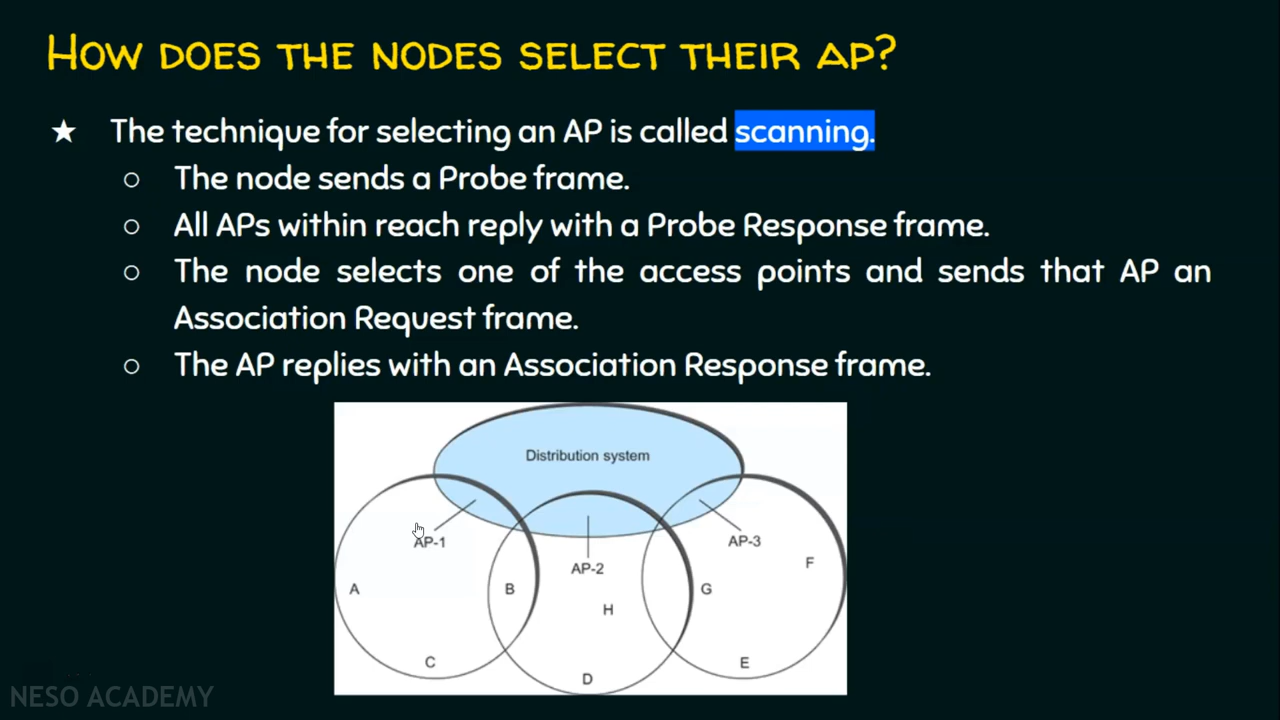 HOW DOES THE NODES SELECT THEIR AP?
★ The technique for selecting an AP is called scanning.
○ The node sends a Probe frame.
○ All APs within reach reply with a Probe Response frame.
○ The node selects one of the access points and sends that AP an
Association Request frame.
○ The AP replies with an Association Response frame.
Distribution system
AP-1
AP-2
AP-3
F
A
B
H
G
C
D
E
NESO ACADEMY